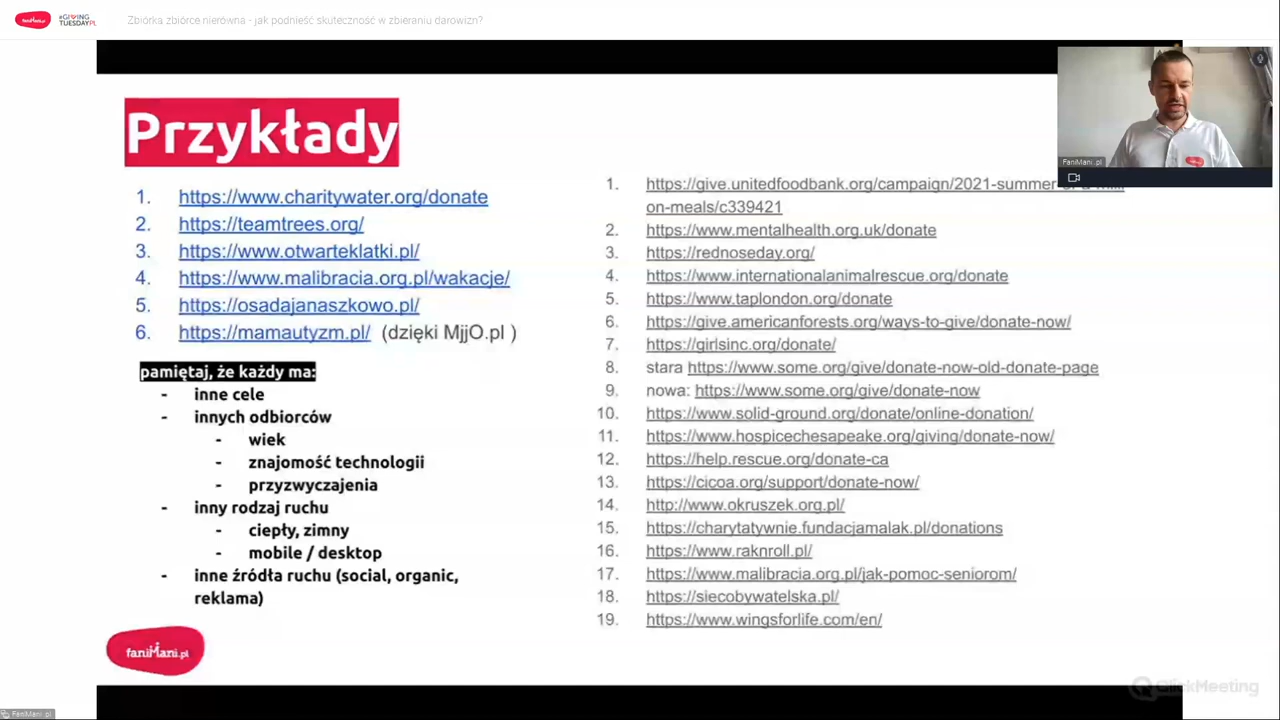 faniMani.pl
#GIVING
TUESDAYPL
Zbiórka zbiórce nierówna - jak podnieść skuteczność w zbieraniu darowizn?
Przykłady
1. https://www.charitywater.org/donate
2. https://teamtrees.org/
3. https://www.otwarteklatki.pl/
4. https://www.malibracia.org.pl/wakacje/
5. https://osadajanaszkowo.pl/
6. https://mamautyzm.pl/ (dzięki MjjO.pl )
pamiętaj, że każdy ma:
- inne cele
- innych odbiorców
- wiek
- znajomość technologii
- przyzwyczajenia
- inny rodzaj ruchu
- ciepły, zimny
- mobile / desktop
- inne źródła ruchu (social, organic,
reklama)
faniMani.pl
1. https://give.unitedfoodbank.org/campaign/2021-summer-
on-meals/c339421
2. https://www.mentalhealth.org.uk/donate
3. https://rednoseday.org/
4. https://www.internationalanimalrescue.org/donate
5. https://www.taplondon.org/donate
6. https://give.americanforests.org/ways-to-give/donate-now/
7. https://girlsinc.org/donate/
8. stara https://www.some.org/give/donate-now-old-donate-page
9. nowa: https://www.some.org/give/donate-now
10. https://www.solid-ground.org/donate/online-donation/
11. https://www.hospicechesapeake.org/giving/donate-now/
12. https://help.rescue.org/donate-ca
13. https://cicoa.org/support/donate-now/
14. http://www.okruszek.org.pl/
15. https://charytatywnie.fundacjamalak.pl/donations
16. https://www.raknroll.pl/
17. https://www.malibracia.org.pl/jak-pomoc-seniorom/
18. https://siecobywatelska.pl/
19. https://www.wingsforlife.com/en/
FaniMani .pl
ClickMeeting
FaniMani .pl